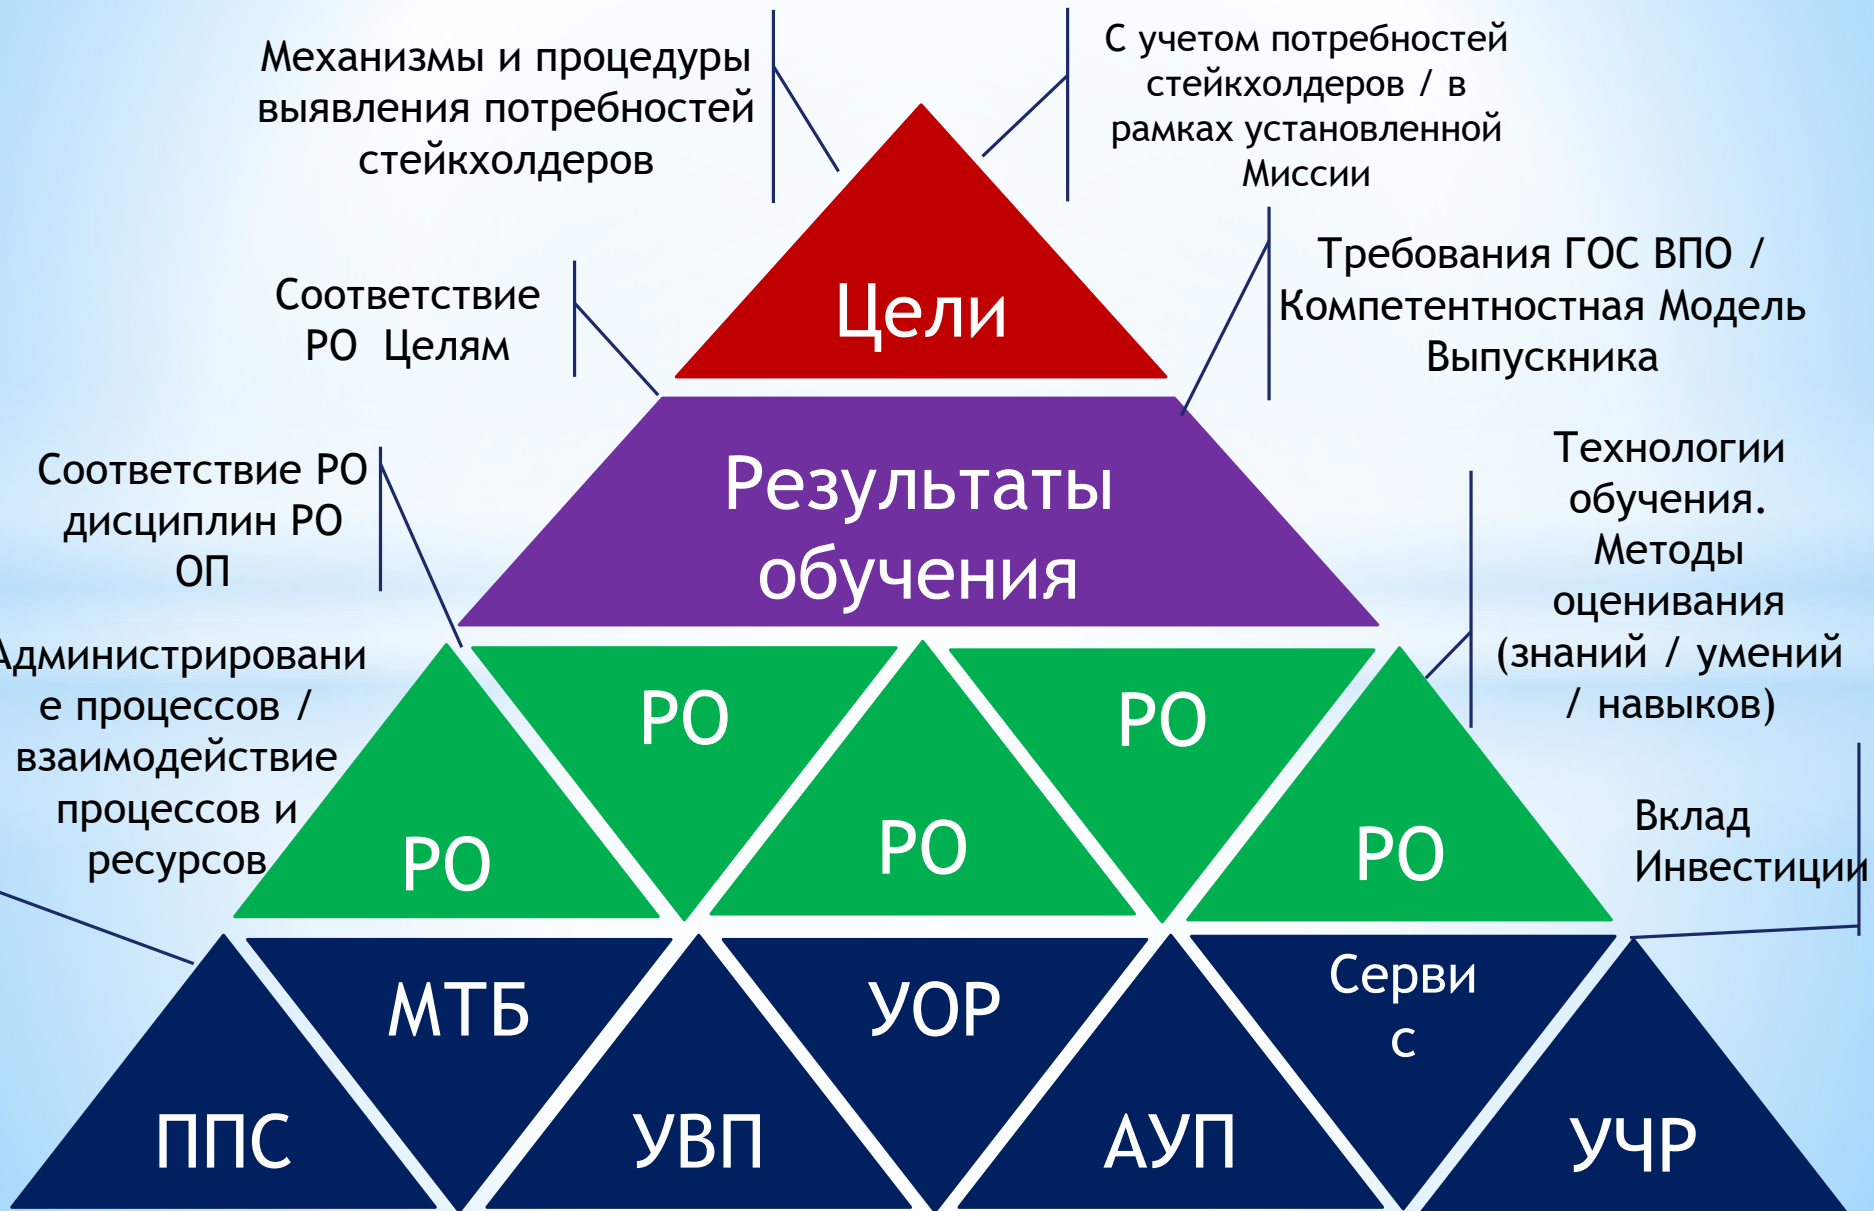 Механизмы и процедуры
выявления потребностей
стейкхолдеров
С учетом потребностей
стейкхолдеров / в
рамках установленной
Миссии
Цели
Соответствие
РО Целям
Требования ГОС ВПО /
Компетентностная Модель
Выпускника
Результаты
обучения
Соответствие РО
дисциплин РО
ОП
Технологии
обучения.
Методы
оценивания
(знаний / умений
/ навыков)
Администрировани
е процессов /
взаимодействие
процессов и
ресурсов
РО
РО
РО
РО
РО
Вклад
Инвестиции
ППС
МТБ
УВП
УОР
АУП
Серви
с
УЧР